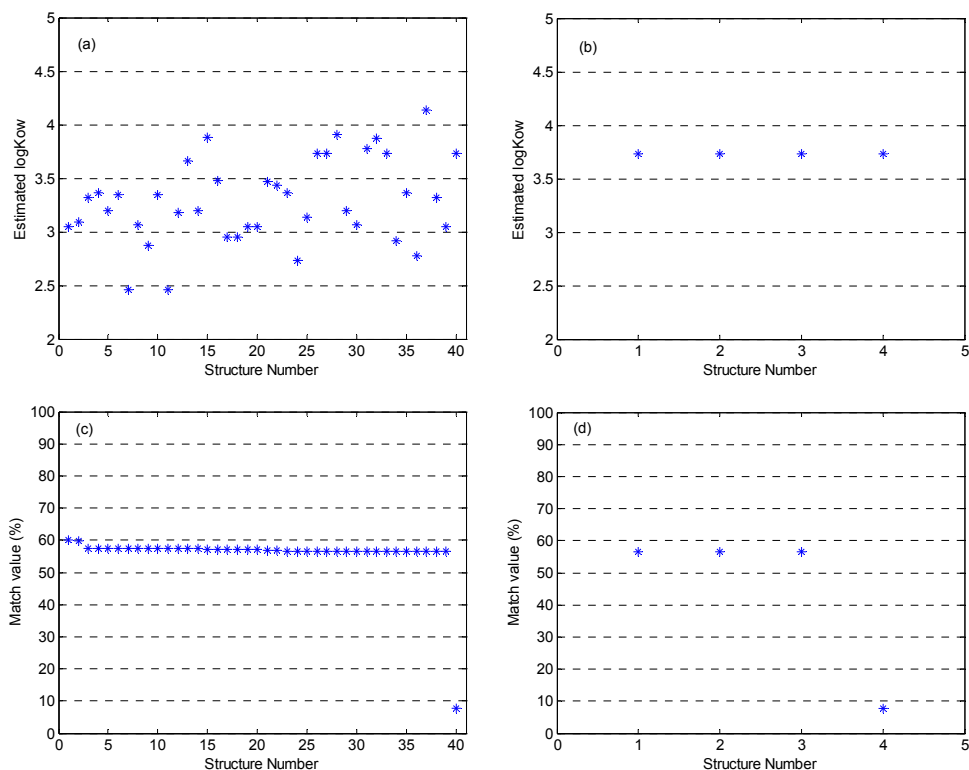 (a)
5
4.5
4
3.5
3
2.5
2
Estimated logKow
0 5 10 15 20 25 30 35 40
Structure Number
(b)
5
4.5
4
3.5
3
2.5
2
Estimated logKow
0 1 2 3 4 5
Structure Number
(c)
100
90
80
70
60
50
40
30
20
10
0
Match value (%)
0 5 10 15 20 25 30 35 40
Structure Number
(d)
100
90
80
70
60
50
40
30
20
10
0
Match value (%)
0 1 2 3 4 5
Structure Number